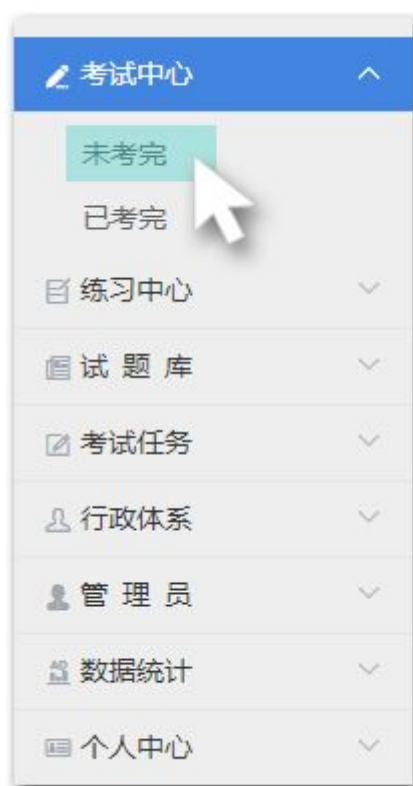 考试中心
未考完
已考完
练习中心
试 题 库
考试任务
行政体系
管 理 员
数据统计
个人中心